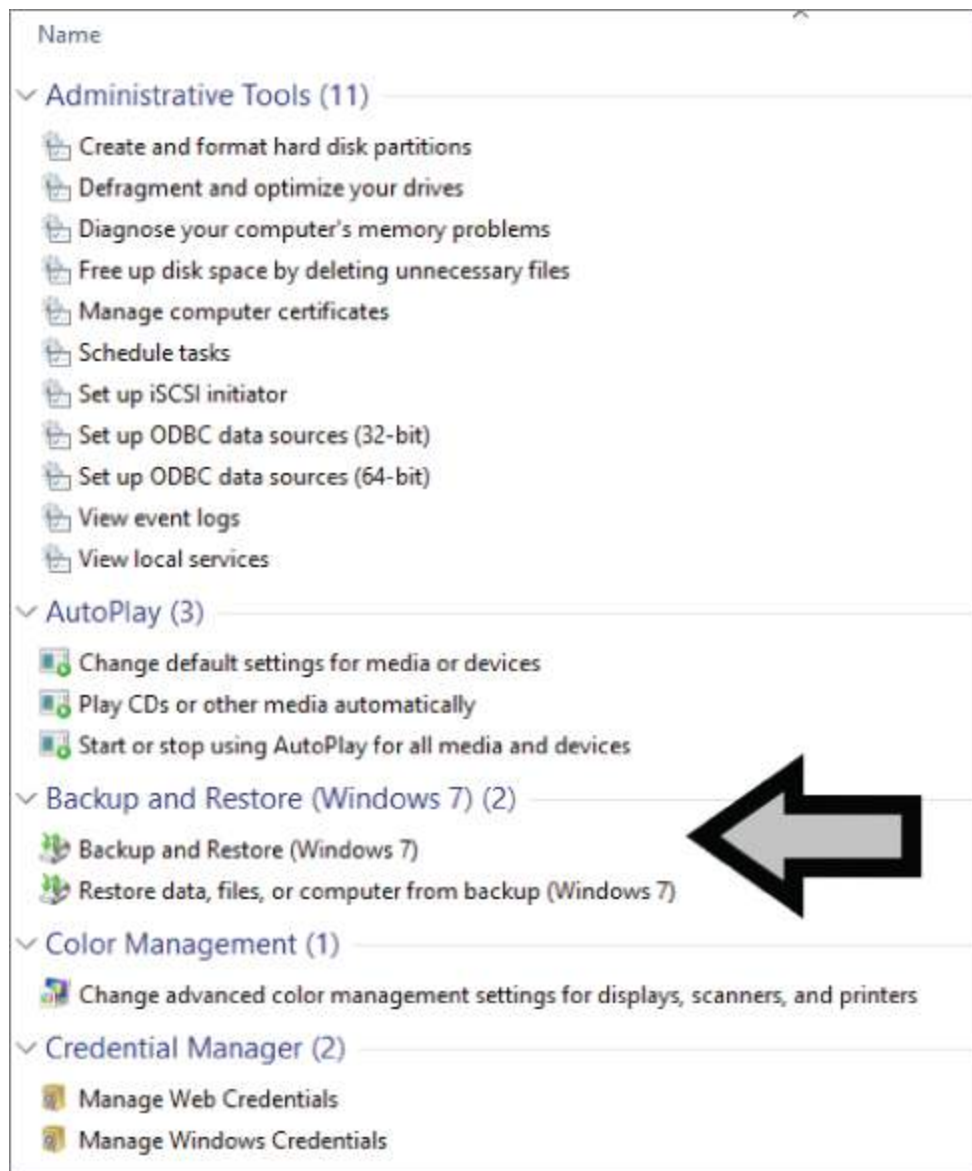 Name
Administrative Tools (11)
Create and format hard disk partitions
Defragment and optimize your drives
Diagnose your computer's memory problems
Free up disk space by deleting unnecessary files
Manage computer certificates
Schedule tasks
Set up iSCSI initiator
Set up ODBC data sources (32-bit)
Set up ODBC data sources (64-bit)
View event logs
View local services
AutoPlay (3)
Change default settings for media or devices
Play CDs or other media automatically
Start or stop using AutoPlay for all media and devices
Backup and Restore (Windows 7) (2)
Backup and Restore (Windows 7)
Restore data, files, or computer from backup (Windows 7)
Color Management (1)
Change advanced color management settings for displays, scanners, and printers
Credential Manager (2)
Manage Web Credentials
Manage Windows Credentials